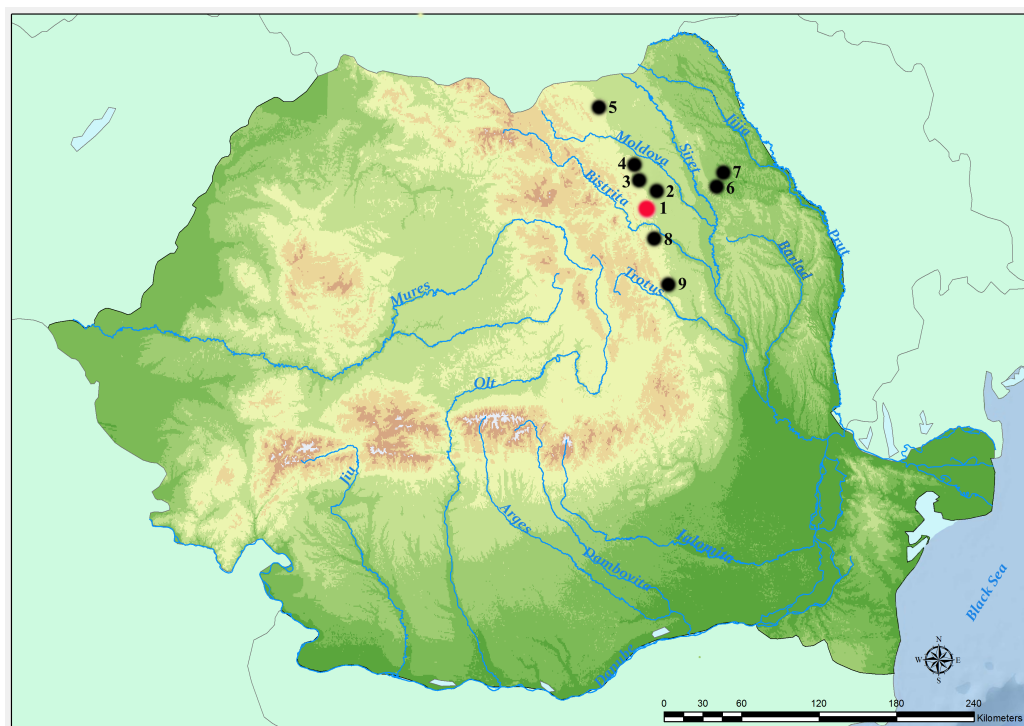 Jijia
5
Moldova
Siret
4
7
3
Bistrita
6
2
1
Prut
8
Barlad
Trotus
9
Mures
Olt
Jiu
Arges
Ialomita
Dambovita
Black Sea
Danube
N
W
E
S
0 30 60 120 180 240
Kilometers